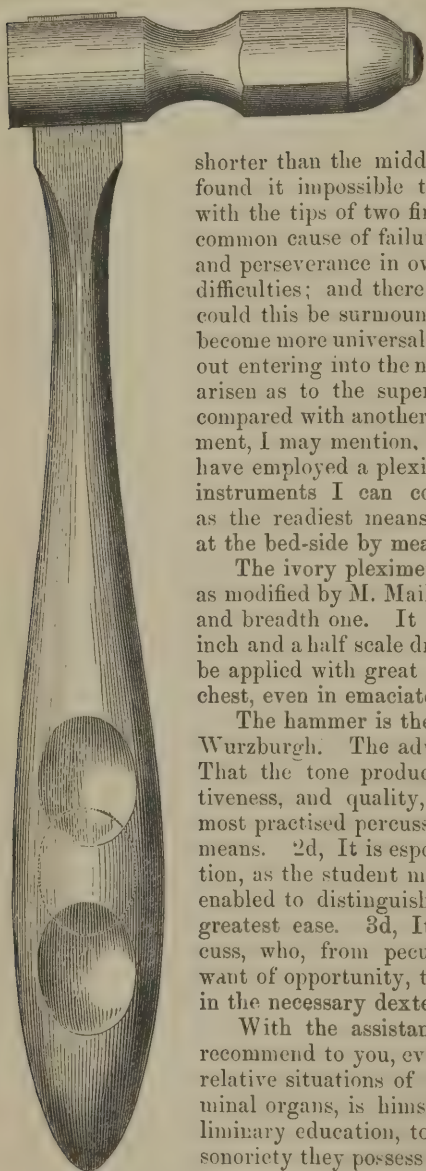 shorter than the midd
found it impossible t
with the tips of two fin
common cause of failu
and perseverance in ov
difficulties; and there
could this be surmoun
become more universal
out entering into the n
arisen as to the super
compared with another
ment, I may mention,
have employed a plexi
instruments I can co
as the readiest means
at the bed-side by mea
The ivory plexime
as modified by M. Mail
and breadth one. It
inch and a half scale dr
be applied with great
chest, even in emaciate
The hammer is the
Wurzburgh. The adv
That the tone produc
tiveness, and quality,
most practised percuss
means. 2d, It is espe
tion, as the student m
enabled to distinguish
greatest ease. 3d, It
cuss, who, from pecu
want of opportunity, t
in the necessary dexte
With the assistan
recommend to you, ev
relative situations of
minal organs, is hims
liminary education, to
sonoriety they possess